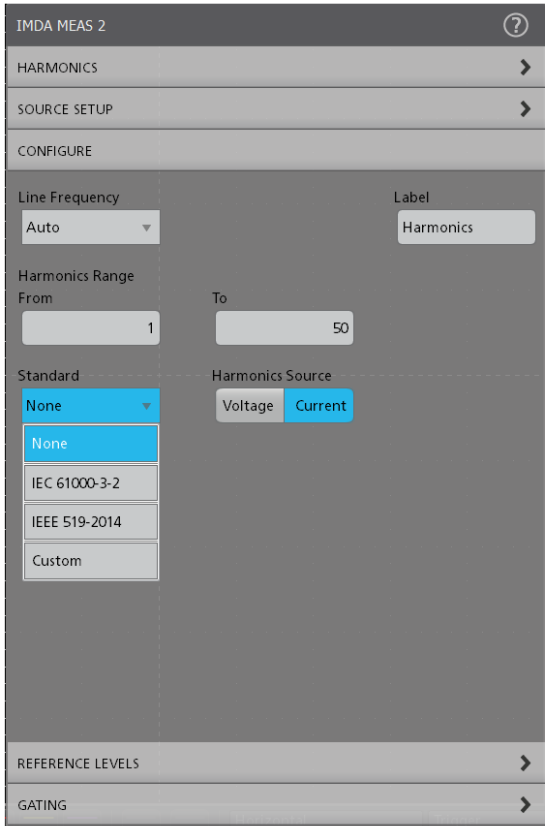 IMDA MEAS 2 ?
HARMONICS
SOURCE SETUP
CONFIGURE
Line Frequency Label
Auto Harmonics
Harmonics Range
From To
1 50
Standard Harmonics Source
None Voltage Current
None
IEC 61000-3-2
IEEE 519-2014
Custom
REFERENCE LEVELS
GATING